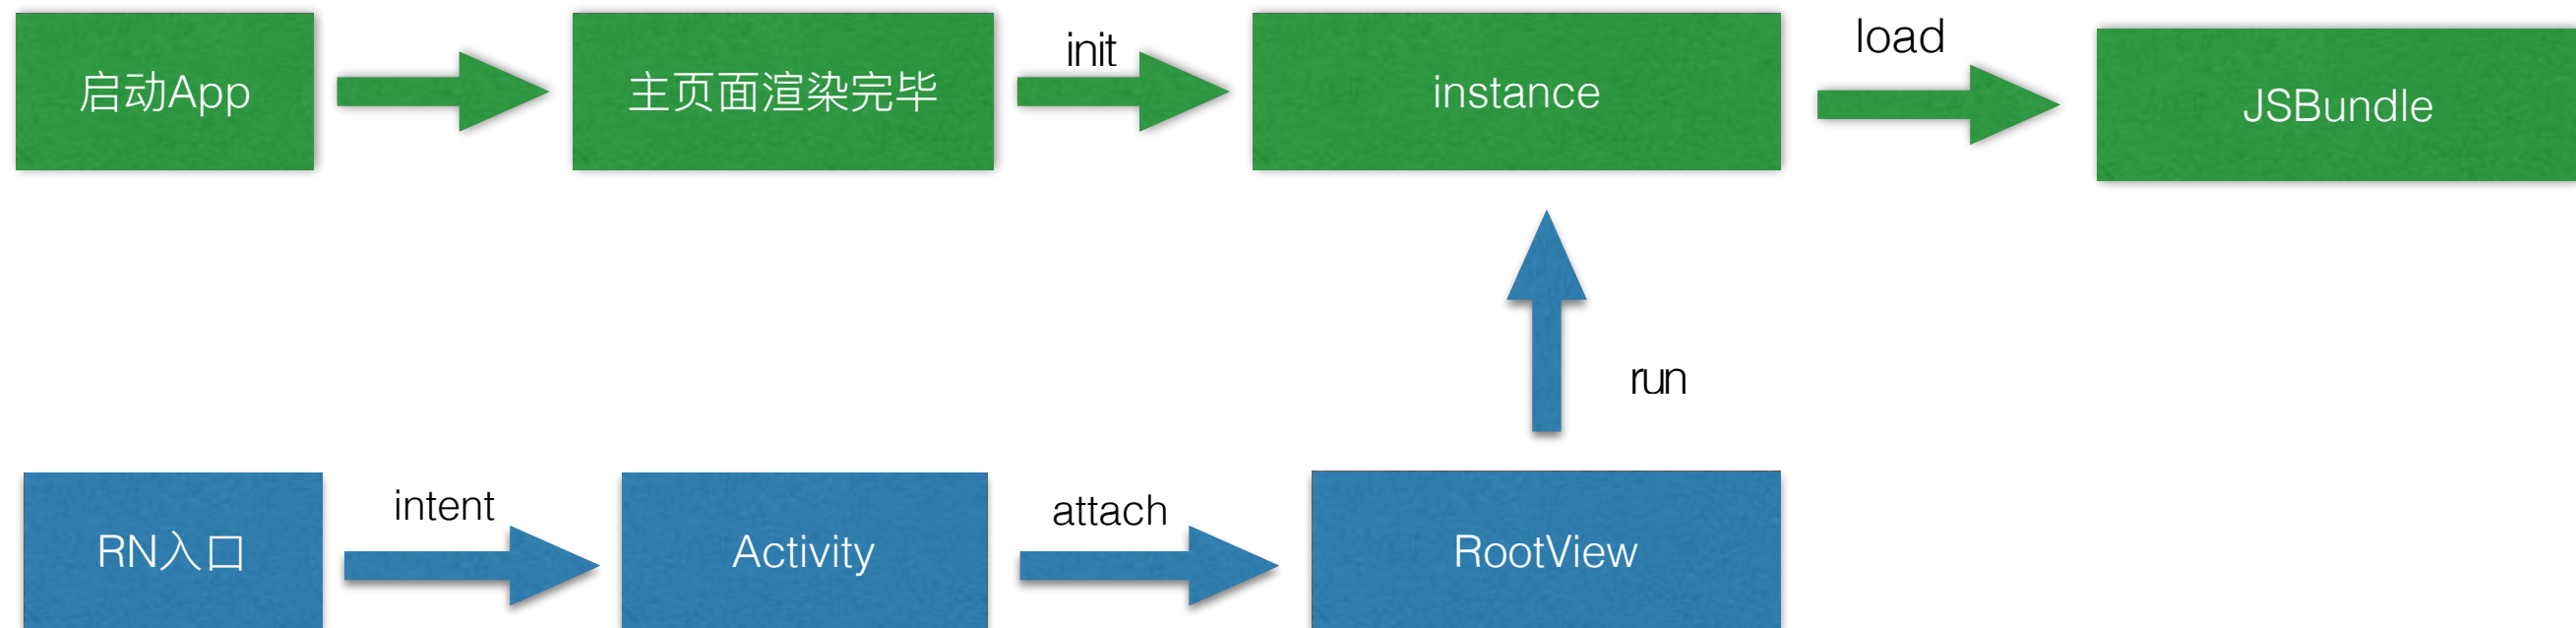 启动App
主页面渲染完毕
init
instance
load
JSBundle
run
RN入口
intent
Activity
attach
RootView